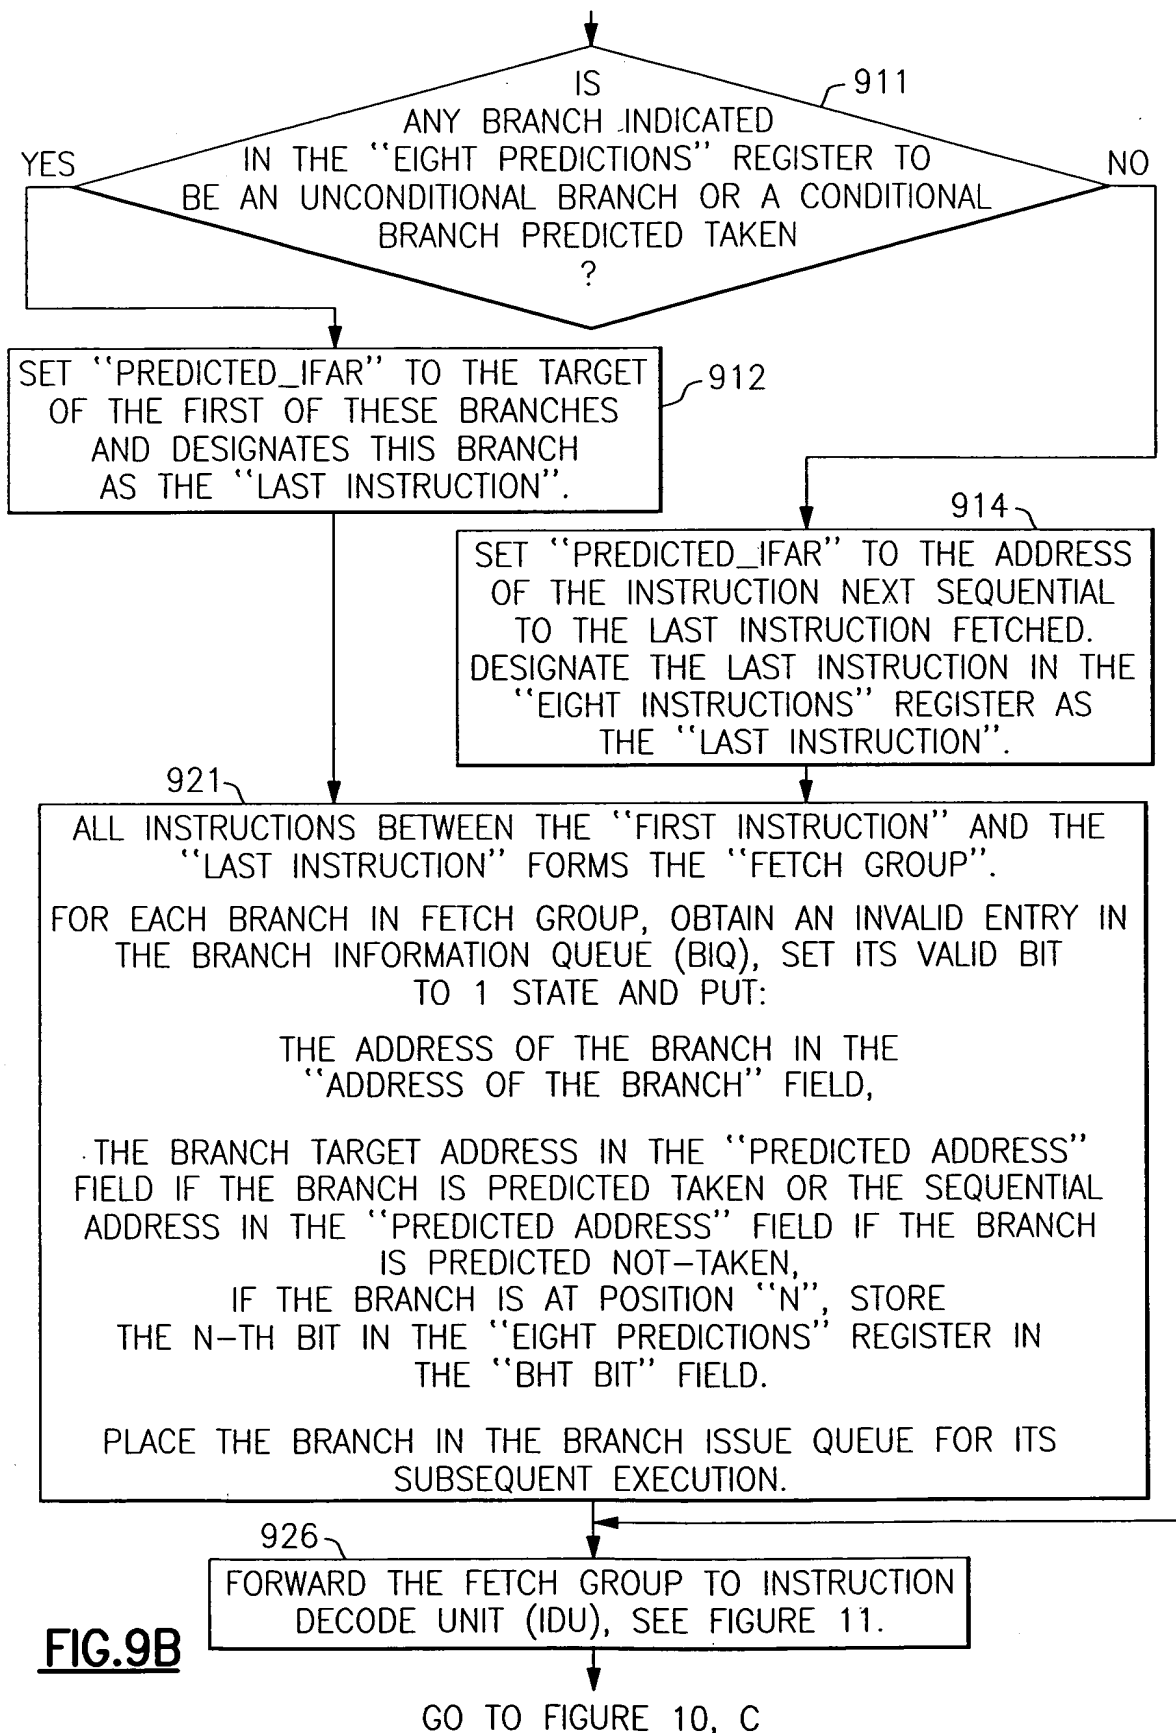 IS
911
ANY BRANCH INDICATED
IN THE ``EIGHT PREDICTIONS'' REGISTER TO
YES
NO
BE AN UNCONDITIONAL BRANCH OR A CONDITIONAL
BRANCH PREDICTED TAKEN
?
SET ``PREDICTED_IFAR'' TO THE TARGET
OF THE FIRST OF THESE BRANCHES
AND DESIGNATES THIS BRANCH
AS THE ``LAST INSTRUCTION''.
912
914
SET ``PREDICTED_IFAR'' TO THE ADDRESS
OF THE INSTRUCTION NEXT SEQUENTIAL
TO THE LAST INSTRUCTION FETCHED.
DESIGNATE THE LAST INSTRUCTION IN THE
``EIGHT INSTRUCTIONS'' REGISTER AS
THE ``LAST INSTRUCTION''.
921
ALL INSTRUCTIONS BETWEEN THE ``FIRST INSTRUCTION'' AND THE
``LAST INSTRUCTION'' FORMS THE ``FETCH GROUP''.
FOR EACH BRANCH IN FETCH GROUP, OBTAIN AN INVALID ENTRY IN
THE BRANCH INFORMATION QUEUE (BIQ), SET ITS VALID BIT
TO 1 STATE AND PUT:
THE ADDRESS OF THE BRANCH IN THE
``ADDRESS OF THE BRANCH'' FIELD,
THE BRANCH TARGET ADDRESS IN THE ``PREDICTED ADDRESS''
FIELD IF THE BRANCH IS PREDICTED TAKEN OR THE SEQUENTIAL
ADDRESS IN THE ``PREDICTED ADDRESS'' FIELD IF THE BRANCH
IS PREDICTED NOT-TAKEN,
IF THE BRANCH IS AT POSITION ``N'', STORE
THE N-TH BIT IN THE ``EIGHT PREDICTIONS'' REGISTER IN
THE ``BHT BIT'' FIELD.
PLACE THE BRANCH IN THE BRANCH ISSUE QUEUE FOR ITS
SUBSEQUENT EXECUTION.
926
FORWARD THE FETCH GROUP TO INSTRUCTION
DECODE UNIT (IDU), SEE FIGURE 11.
FIG.9B
GO TO FIGURE 10, C